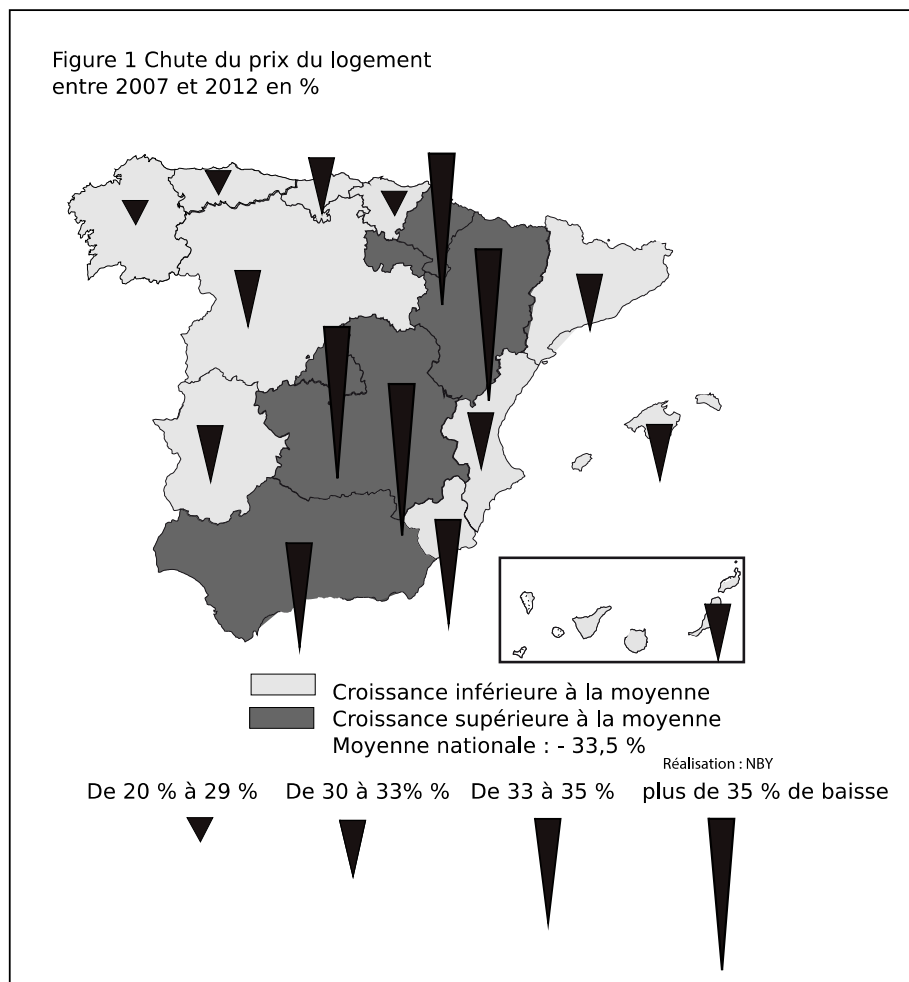 Figure 1 Chute du prix du logement
entre 2007 et 2012 en %
Croissance inférieure à la moyenne
Croissance supérieure à la moyenne
Moyenne nationale : - 33,5 %
Réalisation : NBY
De 20 % à 29 % De 30 à 33% % De 33 à 35 % plus de 35 % de baisse